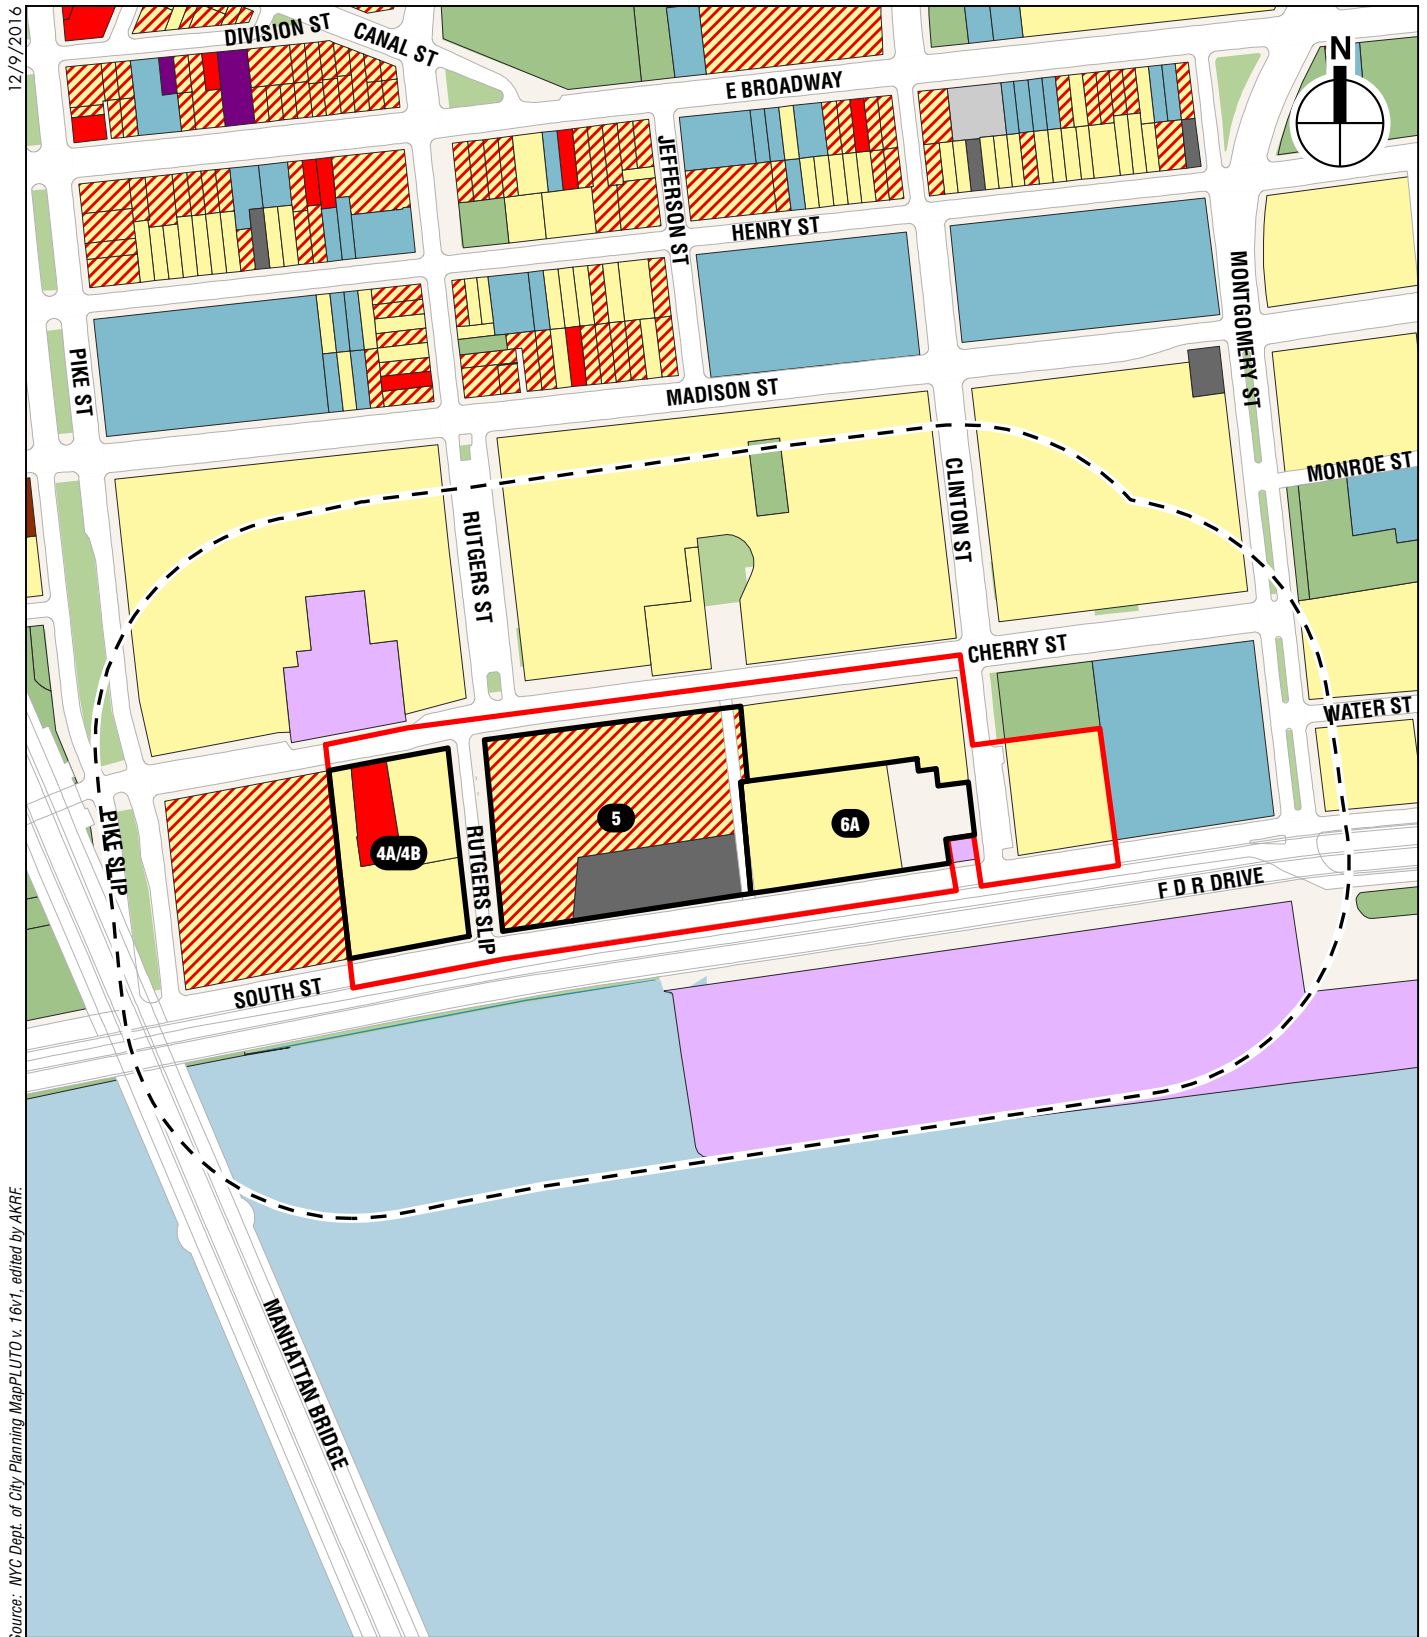 12/9/2016
DIVISION ST
CANAL ST
E BROADWAY
N
JEFFERSON ST
HENRY ST
MONTGOMERY ST
PIKE ST
MADISON ST
MONROE ST
CLINTON ST
RUTGERS ST
CHERRY ST
WATER ST
5
6A
4A/4B
PIKE SLIP
RUTGERS SLIP
F D R DRIVE
SOUTH ST
MANHATTAN BRIDGE
Source: NYC Dept. of City Planning MapPLUTO v. 16v1, edited by AKRF.